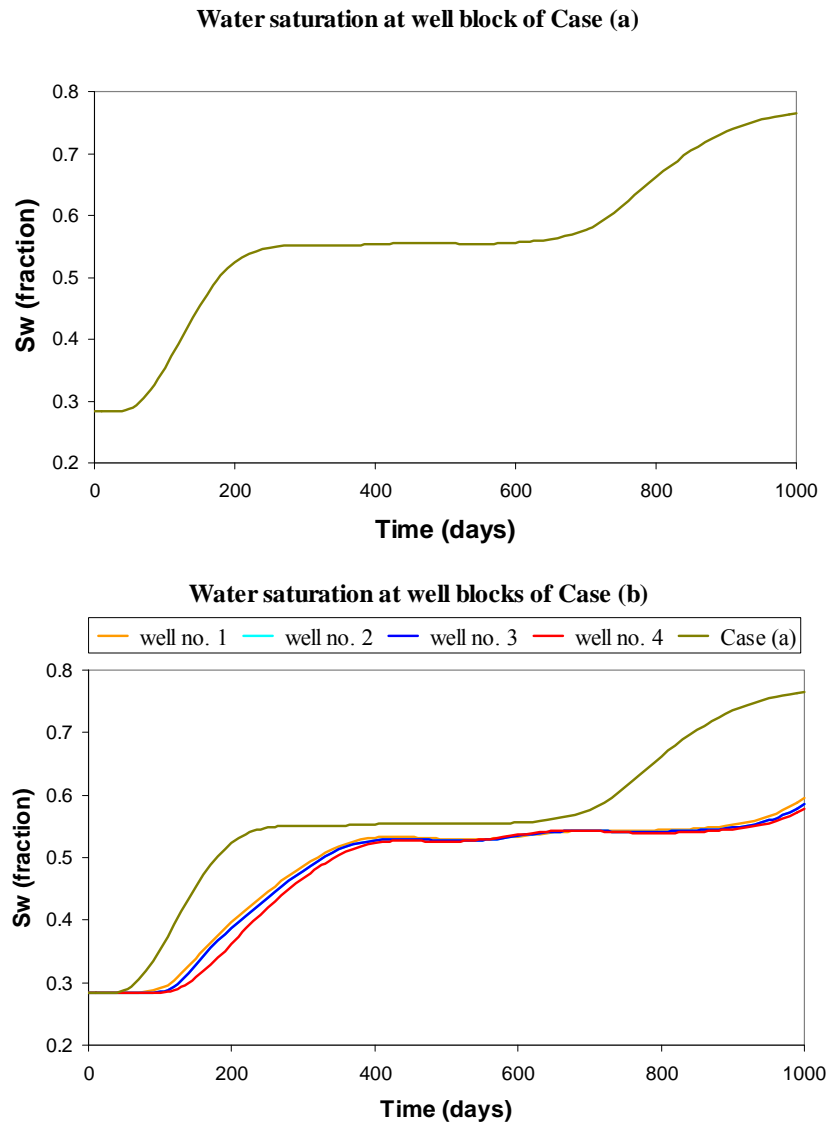 Water saturation at well block of Case (a)
0.8
0.7
0.6
0.5
0.4
0.3
0.2
Sw (fraction)
0 200 400 600 800 1000
Time (days)
Water saturation at well blocks of Case (b)
well no. 1 well no. 2 well no. 3 well no. 4 Case (a)
0.8
0.7
0.6
0.5
0.4
0.3
0.2
Sw (fraction)
0 200 400 600 800 1000
Time (days)